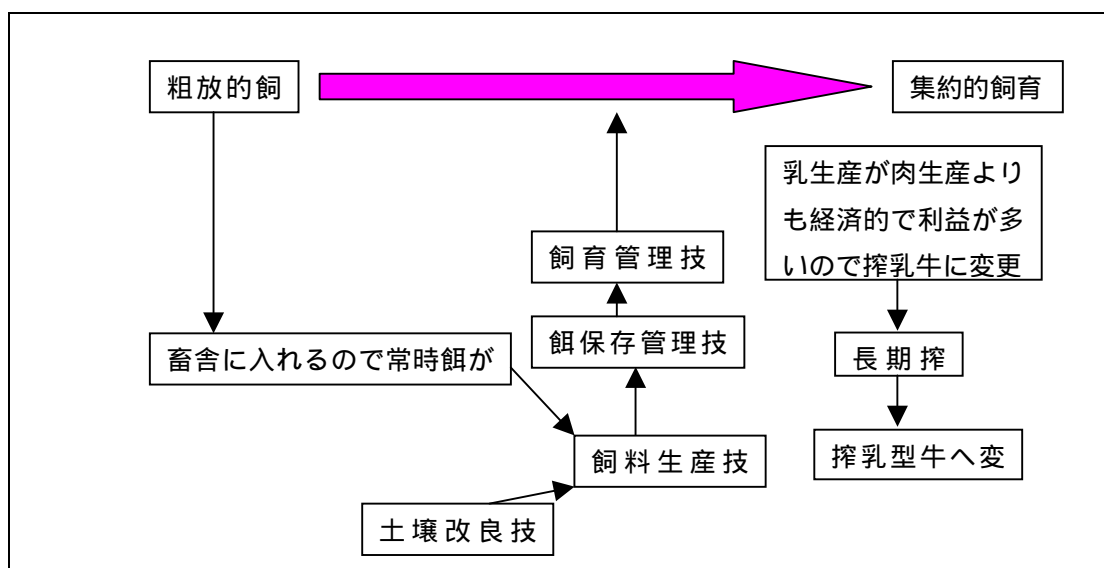 粗放的飼
集約的飼育
乳生産が肉生産より
も経済的で利益が多
いので搾乳牛に変更
飼育管理技
畜舎に入れるので常時餌が
餌保存管理技
長期搾
飼料生産技
搾乳型牛へ変
土壌改良技